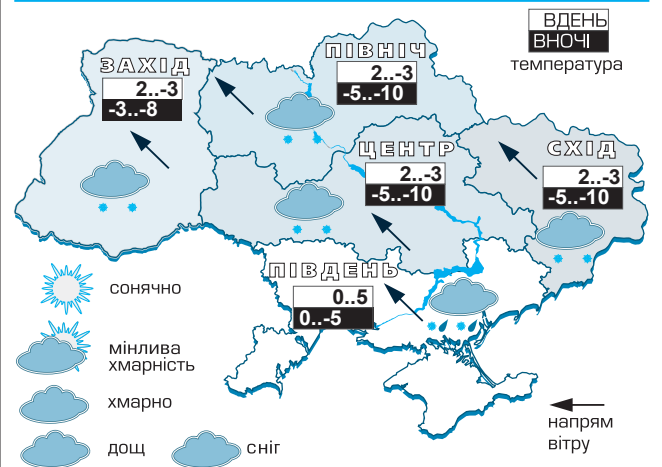 ВДЕНЬ
ВНОЧІ
температура
ПІВНІЧ
2..-3
-5..-10
ЗАХІД
2..-3
-3..-8
ЦЕНТР
2..-3
-5..-10
СХІД
2..-3
-5..-10
ПІВДЕНЬ
0..5
0..-5
сонячно
мінлива
хмарність
хмарно
дощ
сніг
напрям
вітру